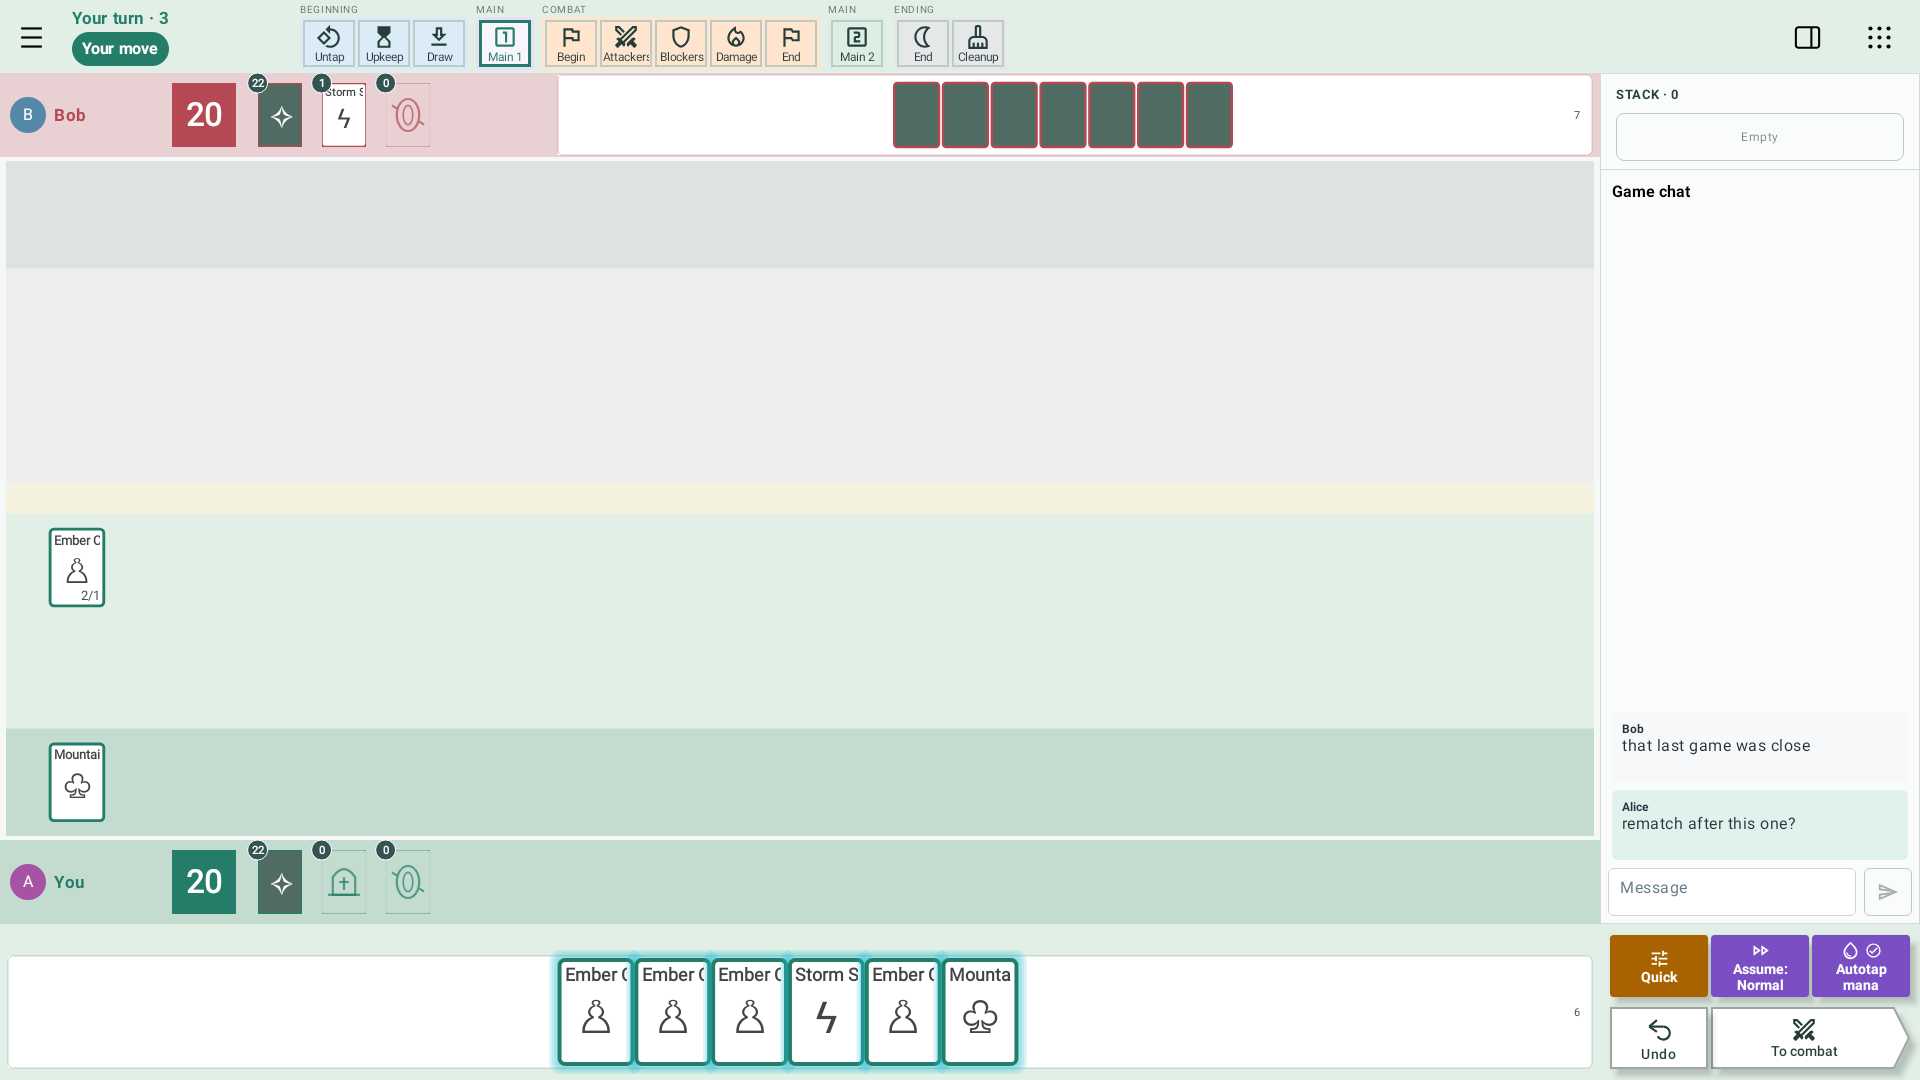 Your turn · 3
Your move
BEGINNING
Untap
Upkeep
Draw
MAIN
1
Main 1
COMBAT
Begin
Attackers
Blockers
Damage
End
MAIN
2
Main 2
ENDING
End
Cleanup
B
Bob
20
22
1
Storm S
0
7
STACK · 0
Empty
Game chat
Ember C
2/1
Mountai
Bob
that last game was close
Alice
rematch after this one?
Message
A
You
20
22
0
0
Ember C
Ember C
Ember C
Storm S
Ember C
Mounta
6
Quick
Assume:
Normal
Autotap
mana
Undo
To combat